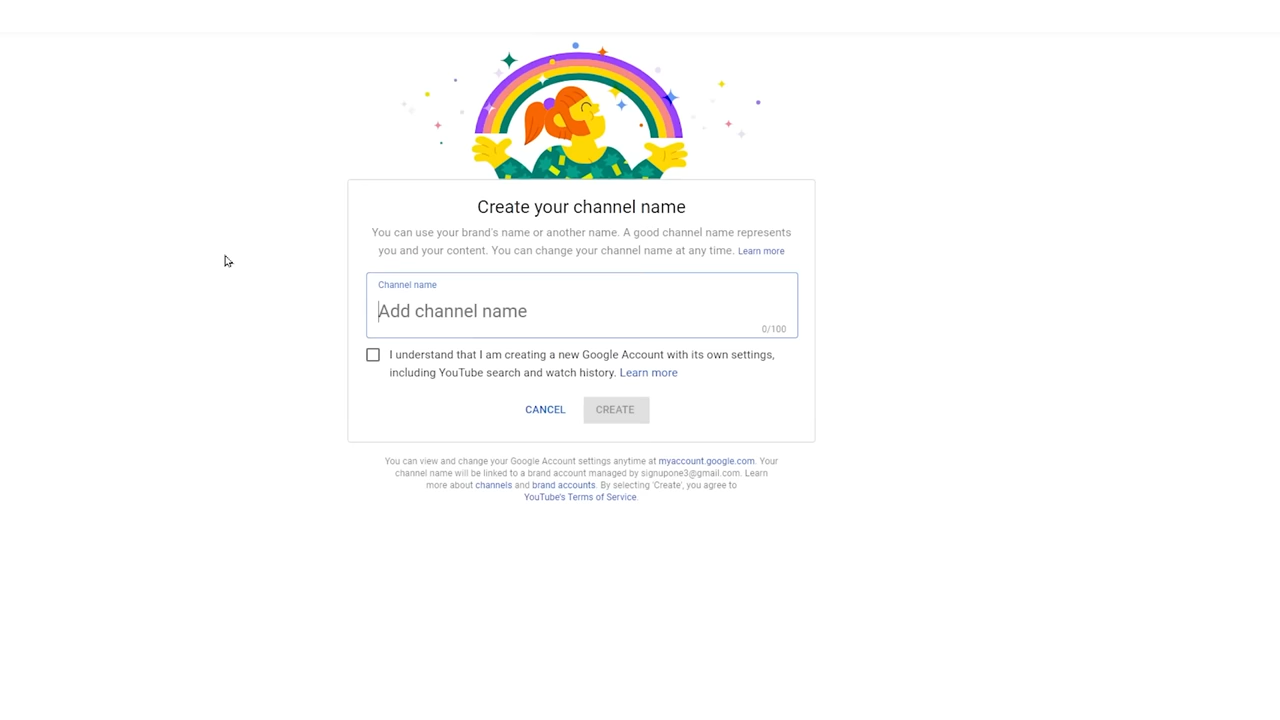 Create your channel name
You can use your brand's name or another name. A good channel name represents
you and your content. You can change your channel name at any time. Learn more
Channel name
Add channel name
0/100
I understand that I am creating a new Google Account with its own settings,
including YouTube search and watch history. Learn more
CANCEL CREATE
You can view and change your Google Account settings anytime at myaccount.google.com. Your
channel name will be linked to a brand account managed by signupone3@gmail.com. Learn
more about channels and brand accounts. By selecting 'Create', you agree to
YouTube's Terms of Service